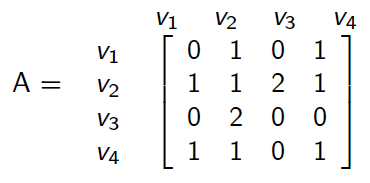 v₁ v₂ v₃ v₄
v₁ 0 1 0 1
A = v₂ 1 1 2 1
v₃ 0 2 0 0
v₄ 1 1 0 1